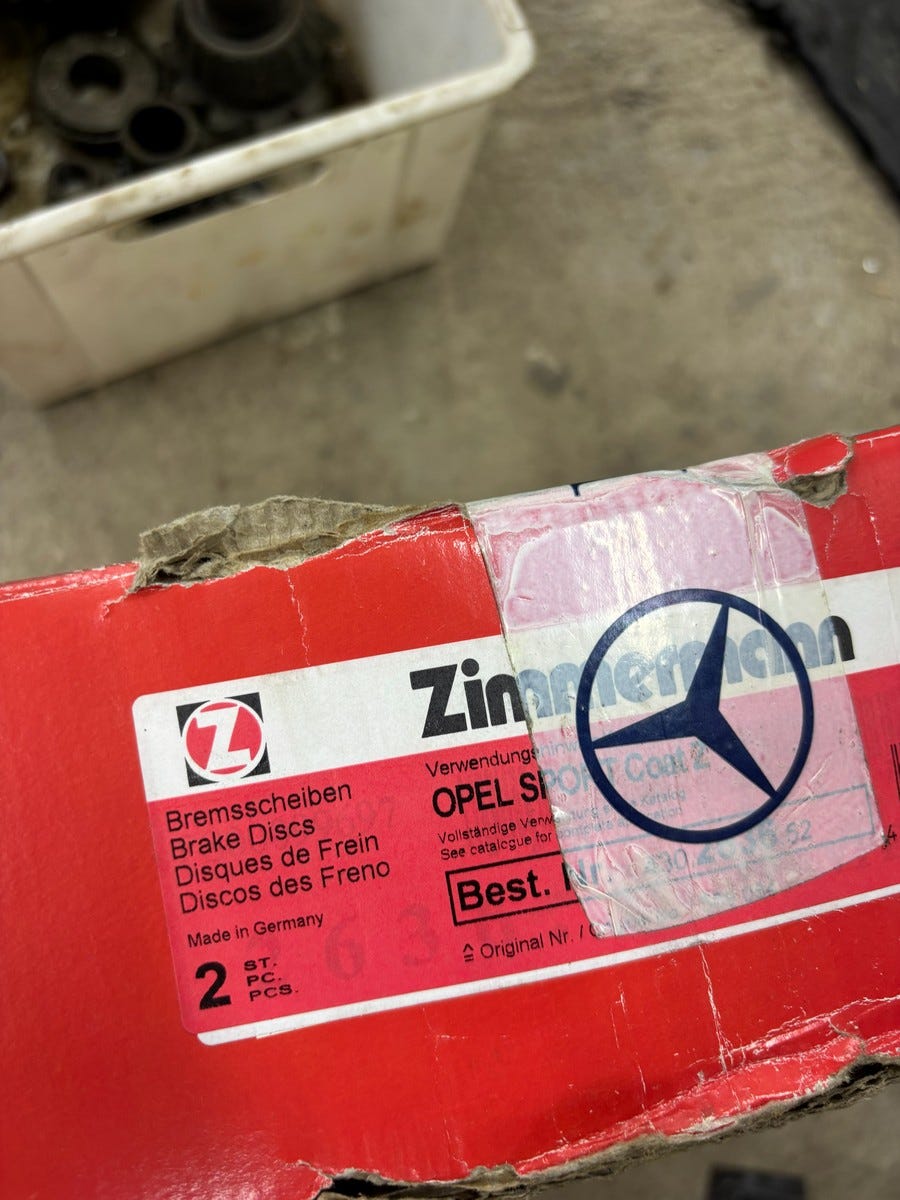 Z
Zimmermann
Bremsscheiben
Brake Discs
Disques de Frein
Discos des Freno
Made in Germany
2 ST.
PC.
PCS.
OPEL SPORT Coat Z
Vollständige
See catalogue for
Best. Nr.
≙ Original Nr. /